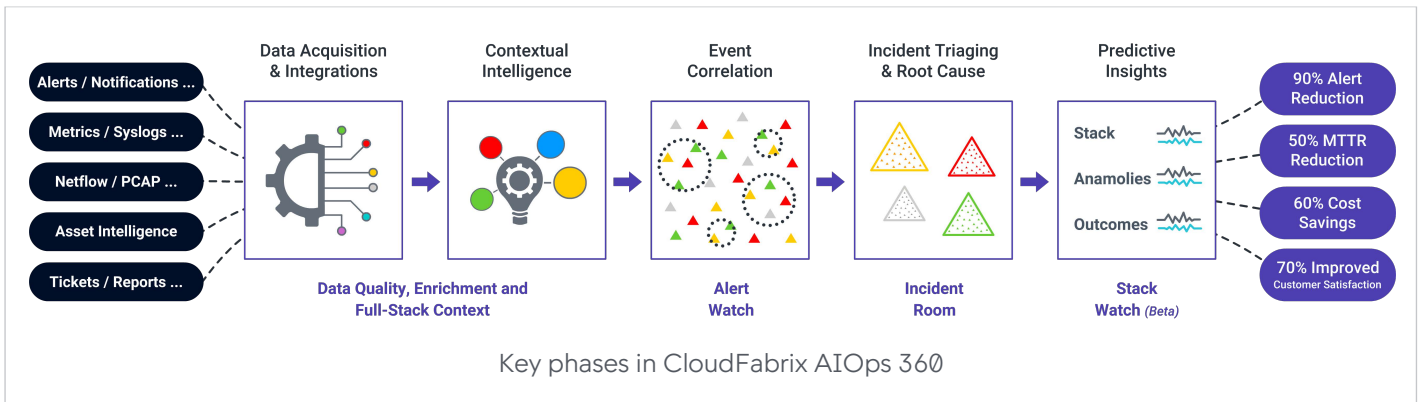 Alerts / Notifications ...
Metrics / Syslogs ...
Netflow / PCAP ...
Asset Intelligence
Tickets / Reports ...
Data Acquisition
& Integrations
Contextual
Intelligence
Data Quality, Enrichment and
Full-Stack Context
Event
Correlation
Alert
Watch
Incident Triaging
& Root Cause
Incident
Room
Predictive
Insights
Stack
Anamolies
Outcomes
Stack
Watch (Beta)
90% Alert
Reduction
50% MTTR
Reduction
60% Cost
Savings
70% Improved
Customer Satisfaction
Key phases in CloudFabrix AIOps 360